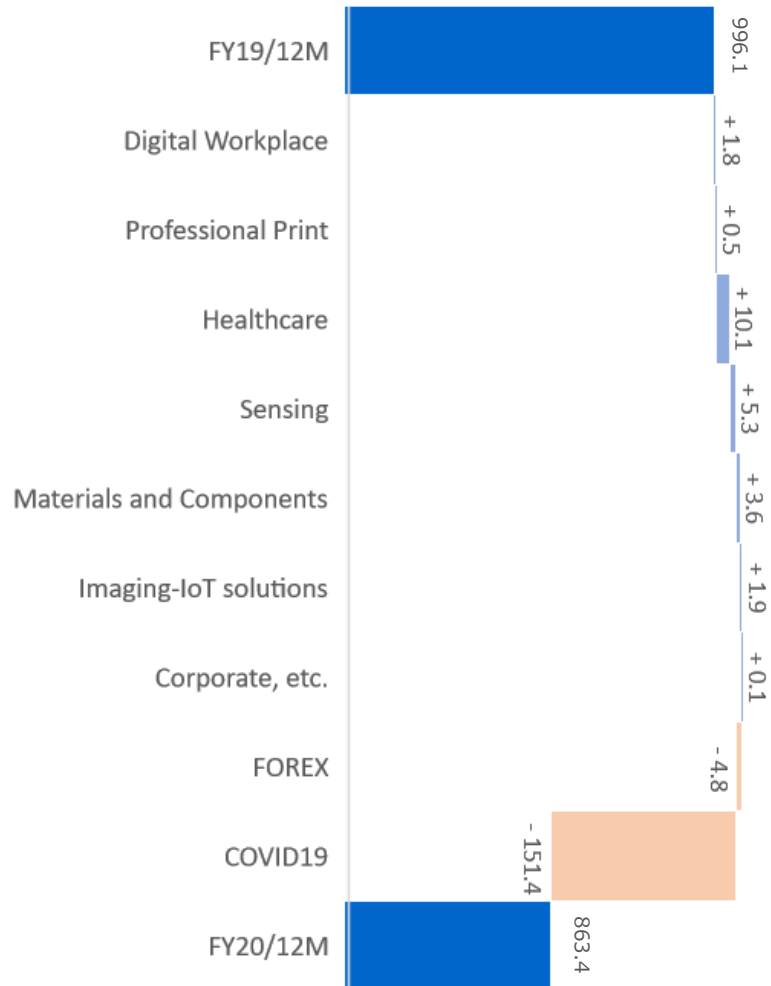 FY19/12M
996.1
Digital Workplace
+ 1.8
Professional Print
+ 0.5
Healthcare
+ 10.1
Sensing
+ 5.3
Materials and Components
+ 3.6
Imaging-IoT solutions
+ 1.9
Corporate, etc.
+ 0.1
FOREX
- 4.8
COVID19
- 151.4
FY20/12M
863.4